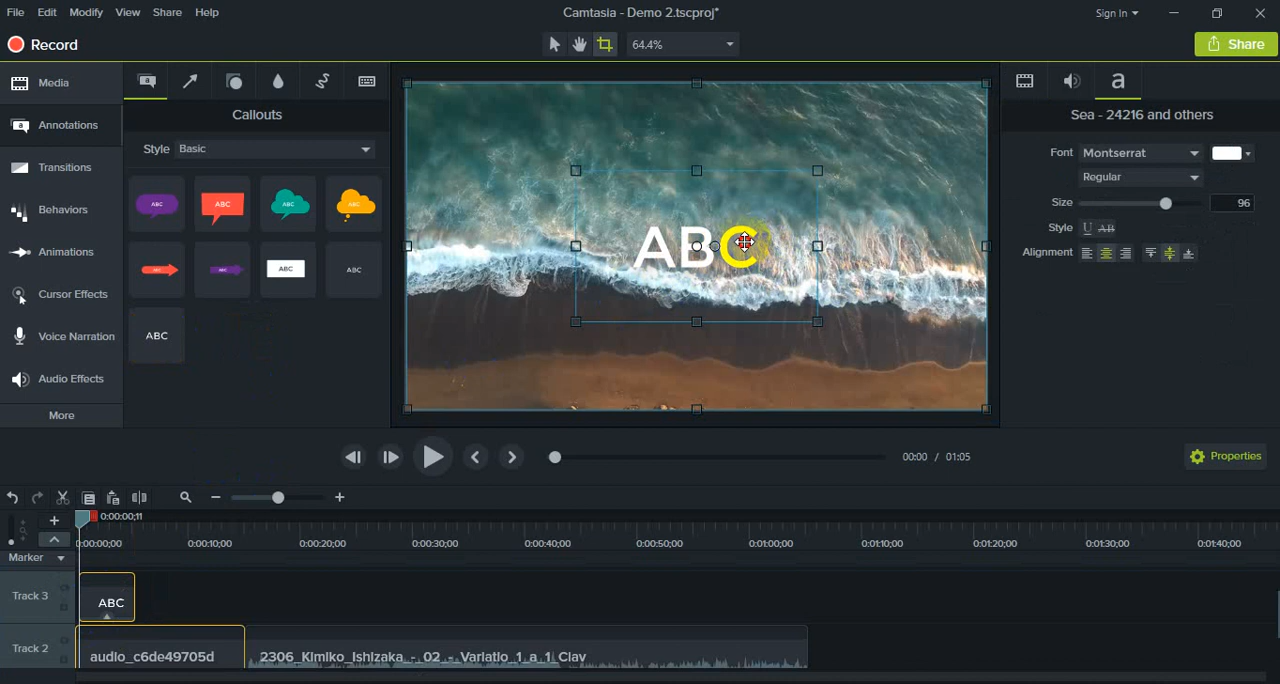 File Edit Modify View Share Help Camtasia - Demo 2.tscproj* Sign In
Record 64.4% Share
Media
Callouts Sea - 24216 and others
Annotations
Style Basic Font Montserrat
Transitions Regular
ABC ABC ABC ABC Size 96
Behaviors
Style U AB
ABC
Animations Alignment
ABC ABC ABC ABC
Cursor Effects
Voice Narration ABC
Audio Effects
More
00:00 / 01:05 Properties
0:00:00;11
0:00:00;00 0:00:10;00 0:00:20;00 0:00:30;00 0:00:40;00 0:00:50;00 0:01:00;00 0:01:10;00 0:01:20;00 0:01:30;00 0:01:40;00
Marker
Track 3 ABC
Track 2 audio_c6de49705d 2306_Kimiko_Ishizaka_-_02_-_Variatio_1_a_1_Clav